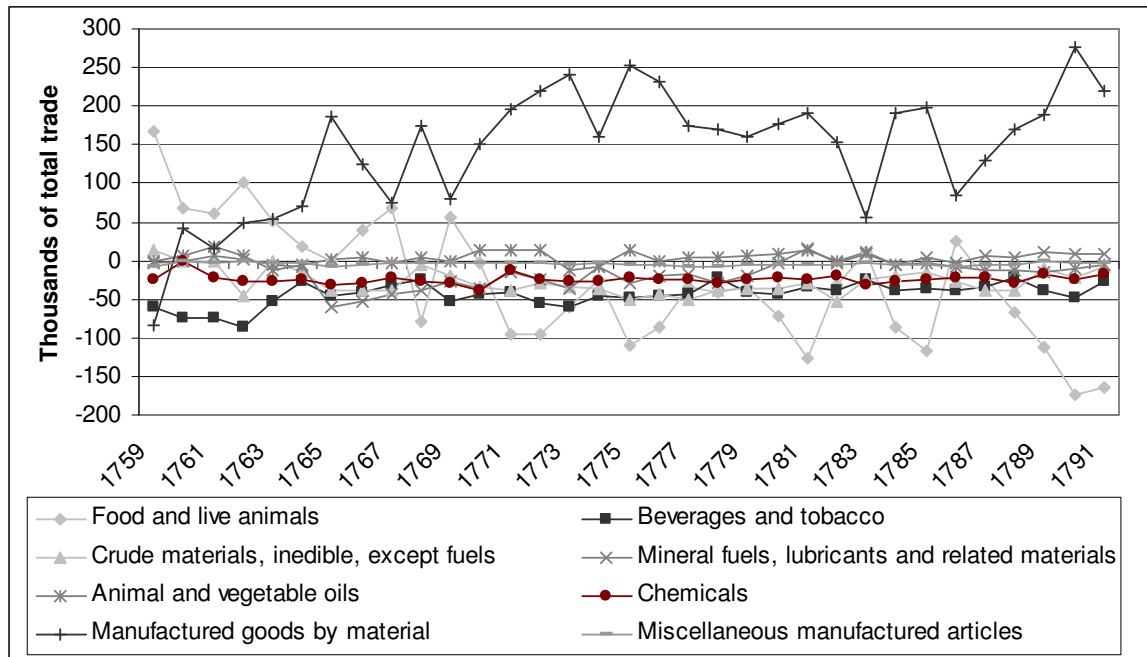 300
250
200
150
100
50
0
-50
-100
-150
-200
Thousands of total trade
1759 1761 1763 1765 1767 1769 1771 1773 1775 1777 1779 1781 1783 1785 1787 1789 1791
Food and live animals Beverages and tobacco
Crude materials, inedible, except fuels Mineral fuels, lubricants and related materials
Animal and vegetable oils Chemicals
Manufactured goods by material Miscellaneous manufactured articles